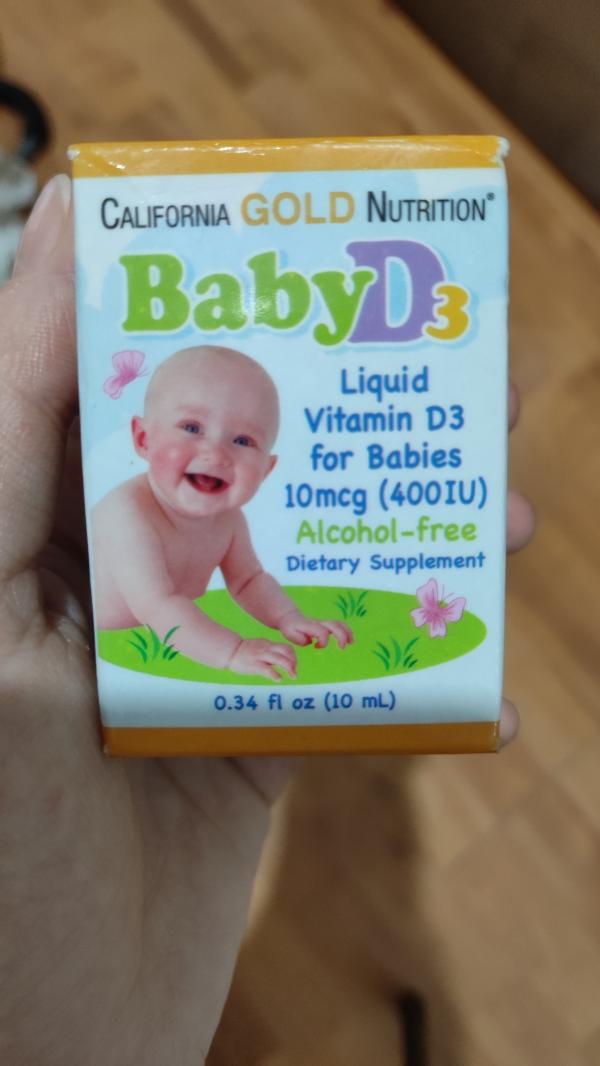 CALIFORNIA GOLD NUTRITION®
BabyD3
Liquid
Vitamin D3
for Babies
10mcg (400IU)
Alcohol-free
Dietary Supplement
0.34 fl oz (10 mL)